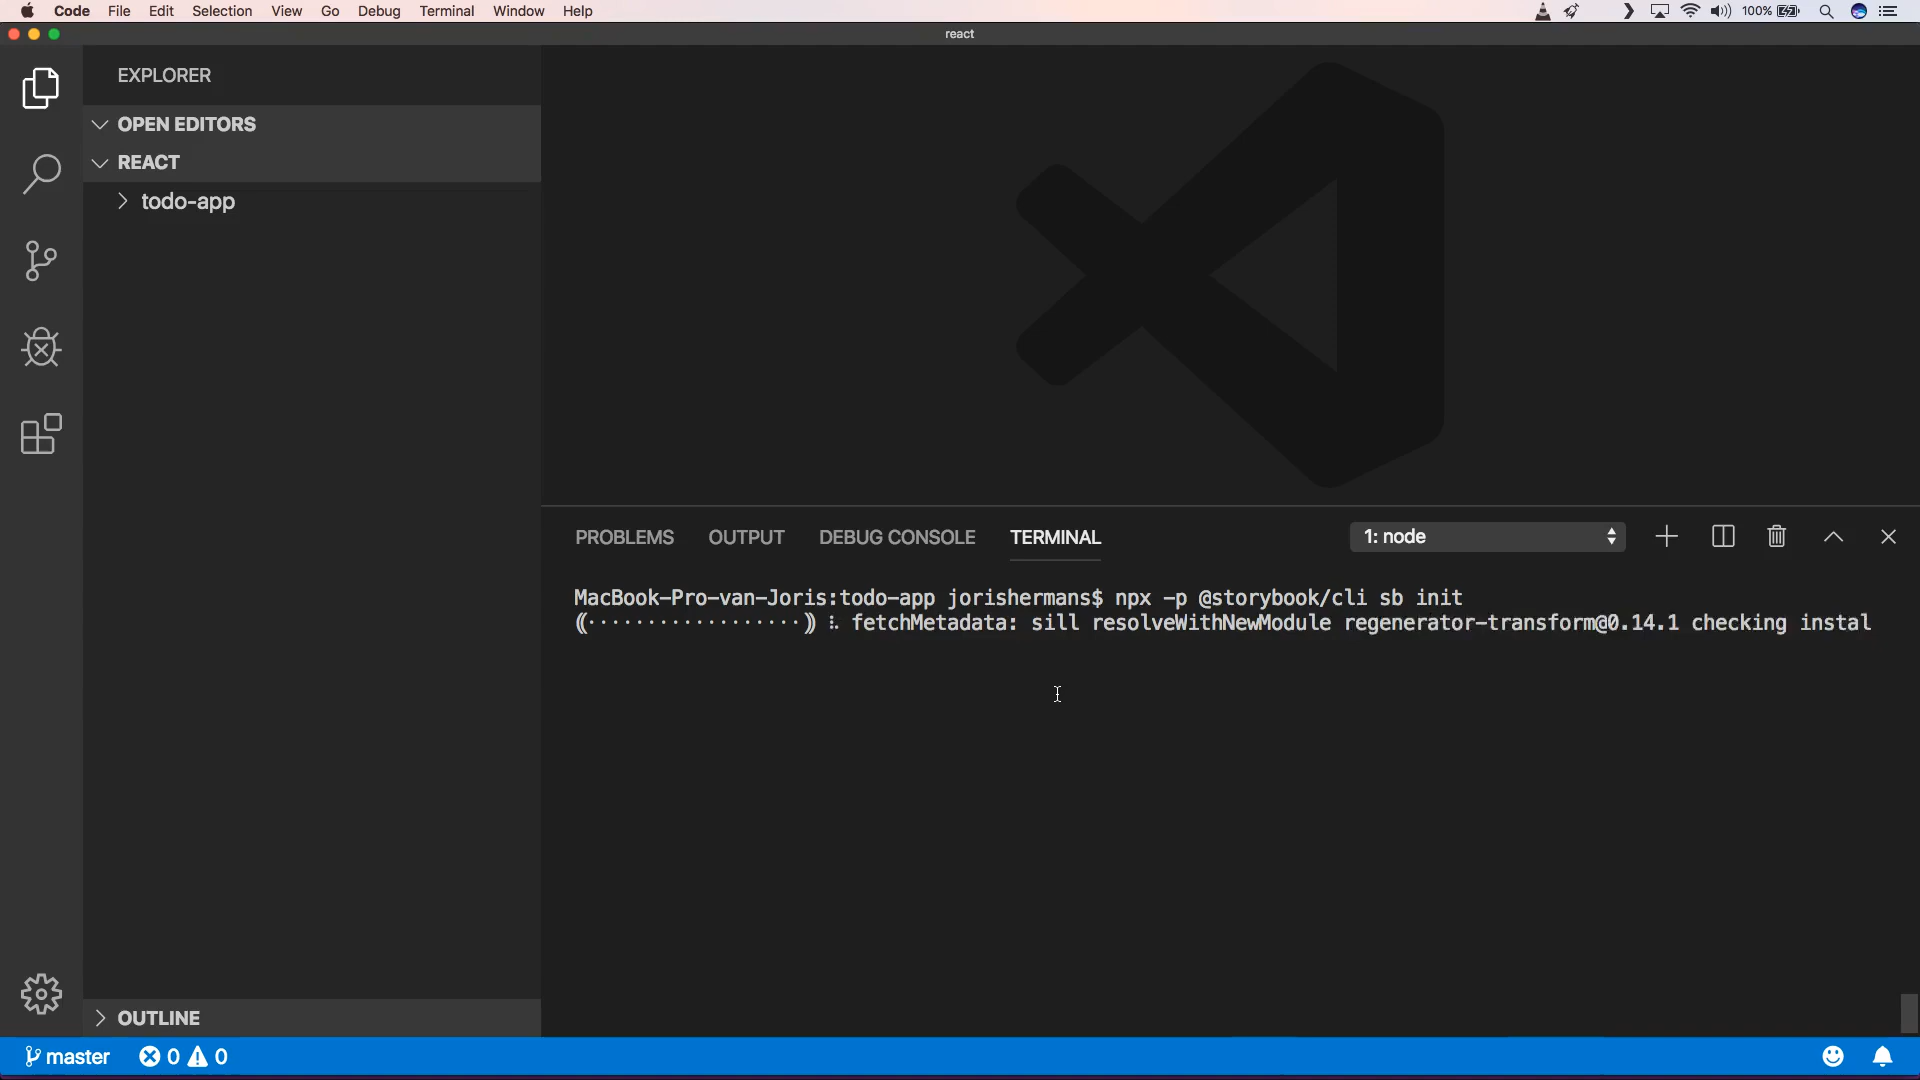 Code File Edit Selection View Go Debug Terminal Window Help 100%
react
EXPLORER
OPEN EDITORS
REACT
todo-app
PROBLEMS OUTPUT DEBUG CONSOLE TERMINAL 1: node
MacBook-Pro-van-Joris:todo-app jorishermans$ npx -p @storybook/cli sb init
⸨··················⸩ ⠧ fetchMetadata: sill resolveWithNewModule regenerator-transform@0.14.1 checking instal
OUTLINE
master 0 0